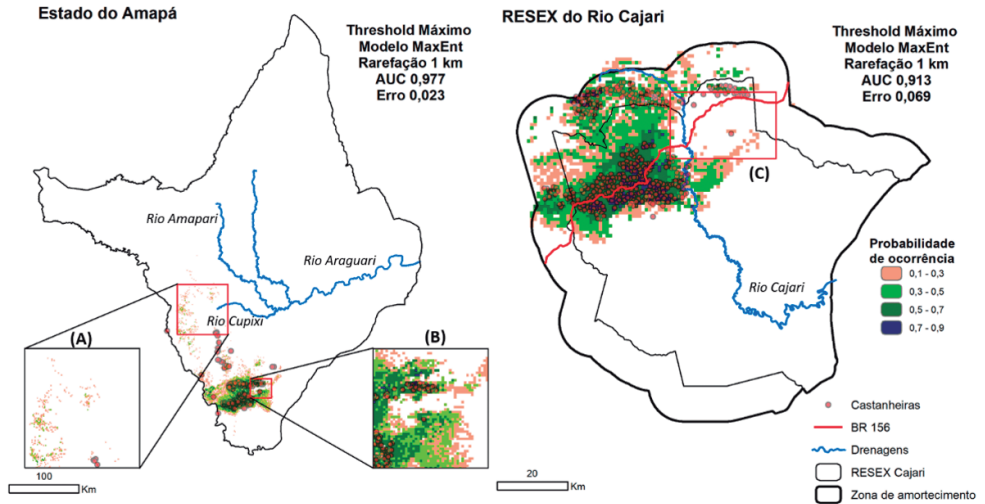 Estado do Amapá
Threshold Máximo
Modelo MaxEnt
Rarefação 1 km
AUC 0,977
Erro 0,023
Rio Amapari
Rio Araguari
Rio Cupixi
(A)
(B)
100
Km
RESEX do Rio Cajari
Threshold Máximo
Modelo MaxEnt
Rarefação 1 km
AUC 0,913
Erro 0,069
(C)
Probabilidade
de ocorrência
0,1 - 0,3
0,3 - 0,5
0,5 - 0,7
0,7 - 0,9
Rio Cajari
Castanheiras
BR 156
Drenagens
RESEX Cajari
Zona de amortecimento
20
Km